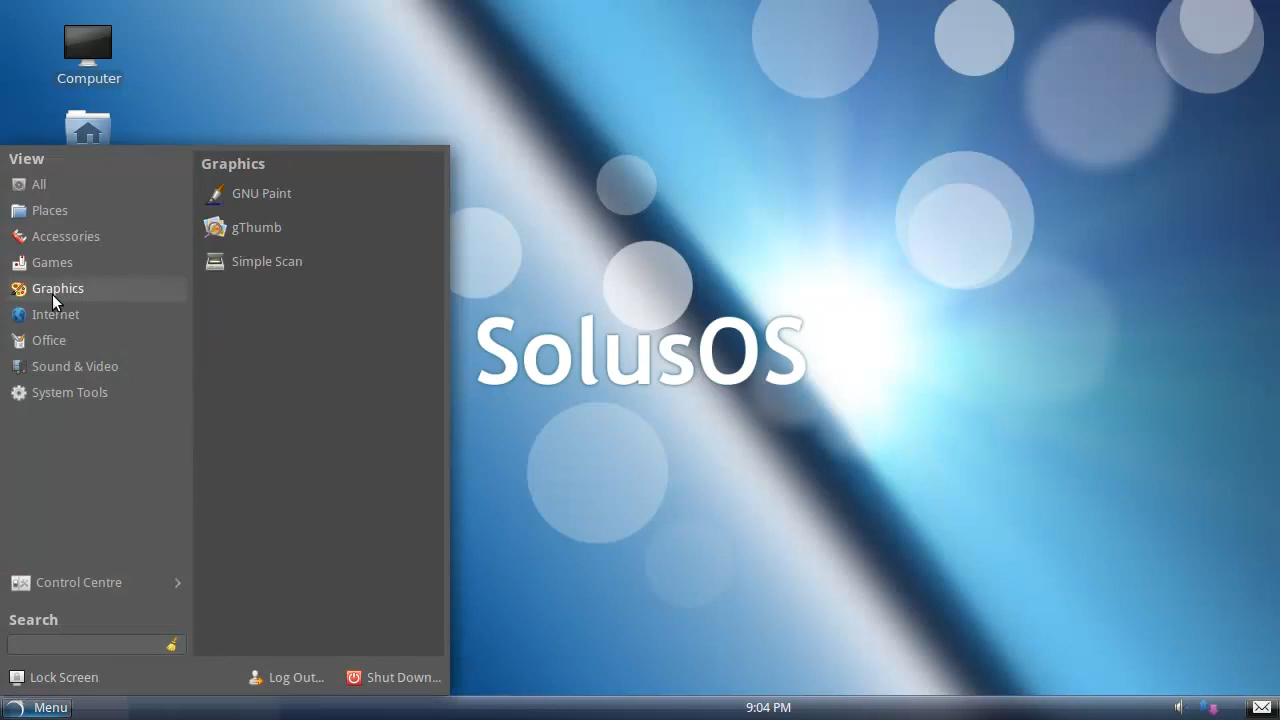 Computer
View
All
Places
Accessories
Games
Graphics
Internet
Office
Sound & Video
System Tools
Control Centre
Search
Graphics
GNU Paint
gThumb
Simple Scan
SolusOS
Lock Screen
Log Out...
Shut Down...
Menu
9:04 PM